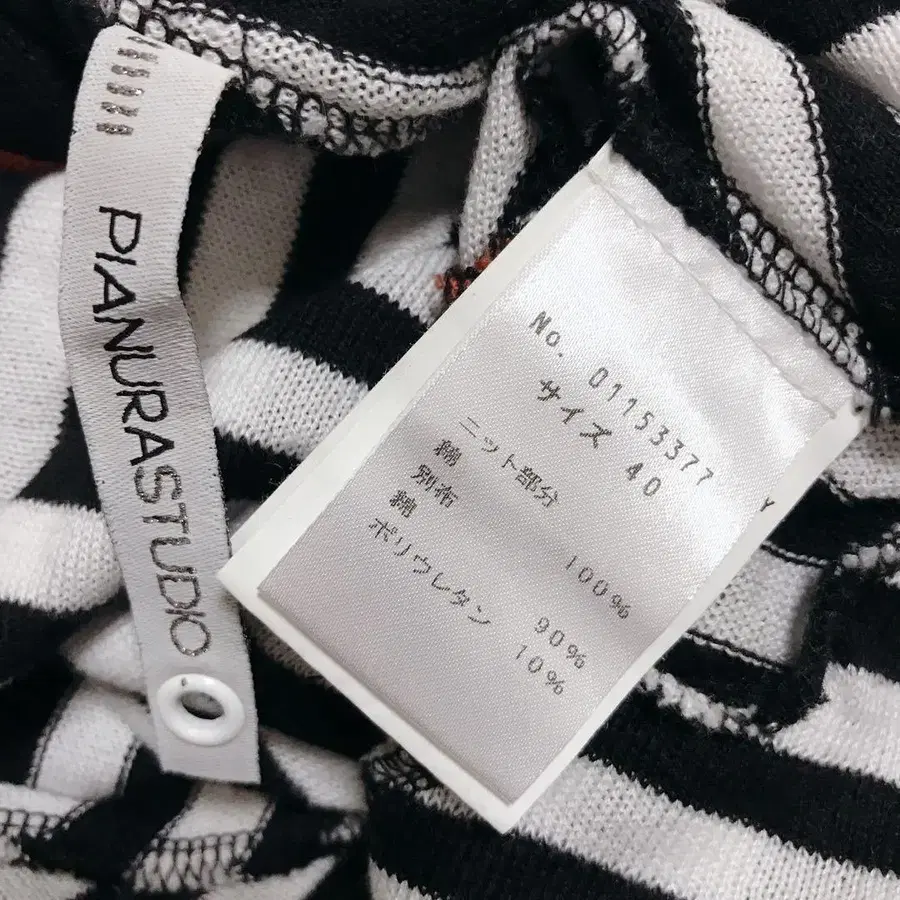 PIANURASTUDIO
No. 01153377
サイズ 40
ニット部分
綿 100%
別布
綿 90%
ポリウレタン 10%